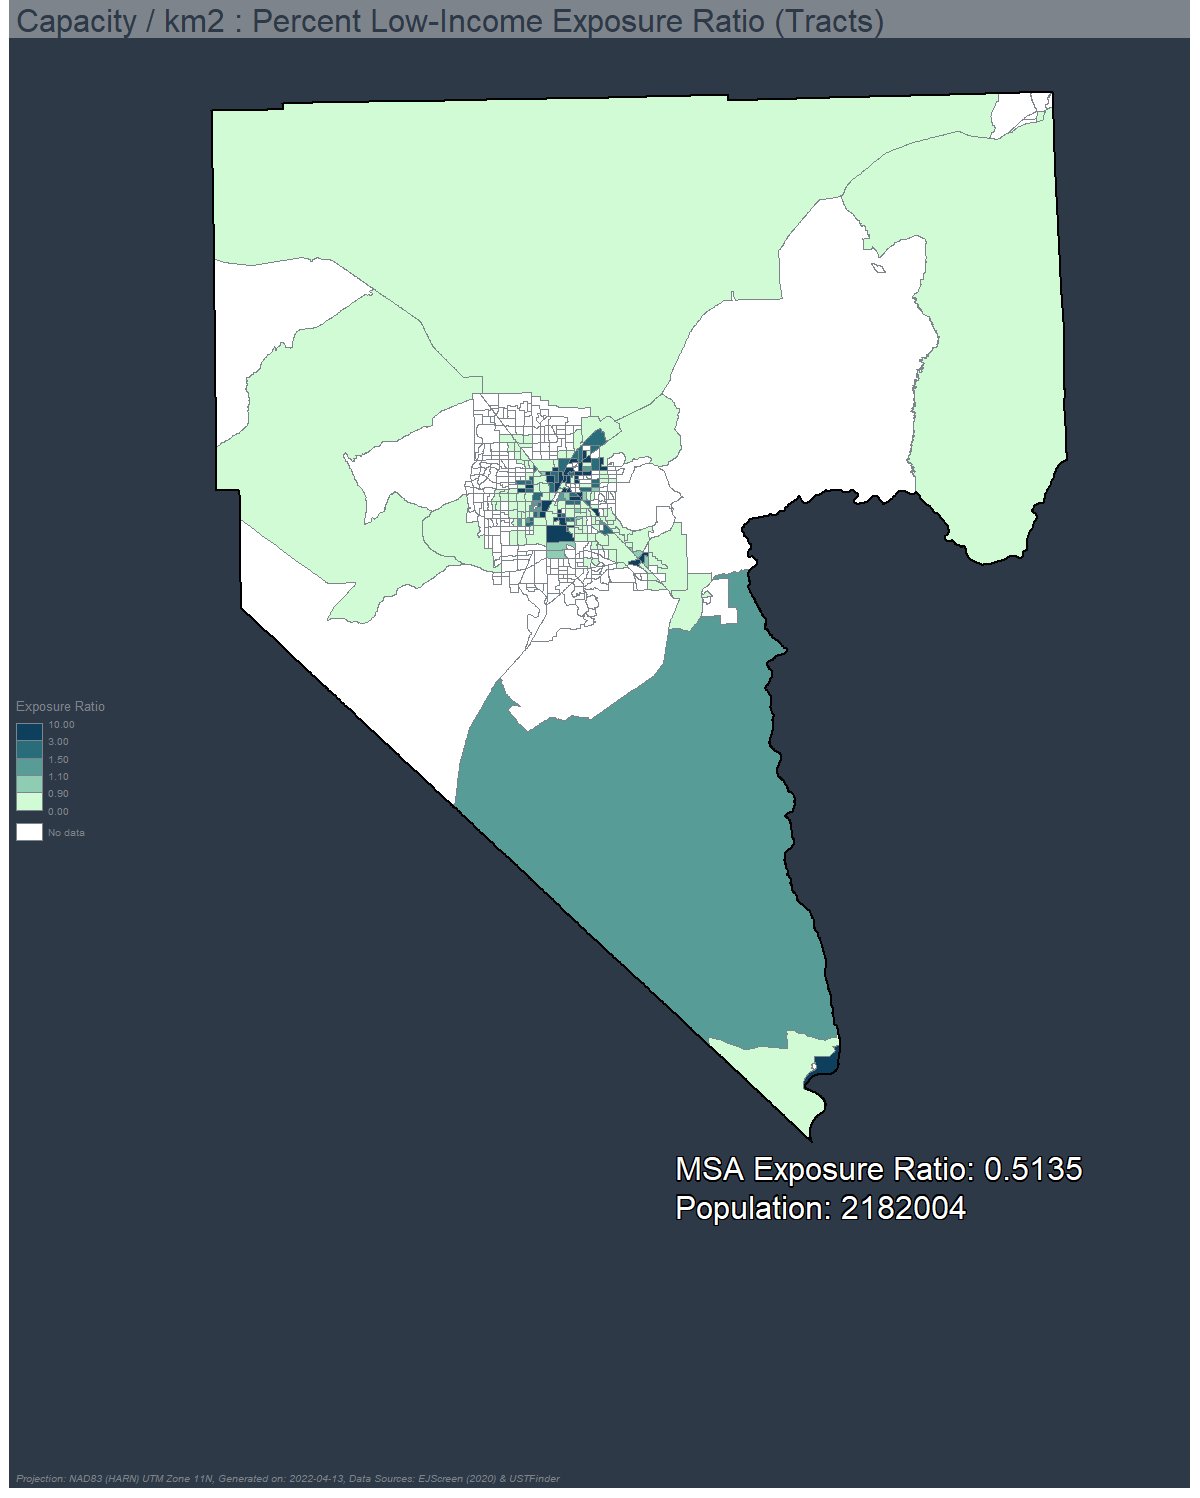 Capacity / km2 : Percent Low-Income Exposure Ratio (Tracts)
Exposure Ratio
10.00
3.00
1.50
1.10
0.90
0.00
No data
MSA Exposure Ratio: 0.5135
Population: 2182004
Projection: NAD83 (HARN) UTM Zone 11N, Generated on: 2022-04-13, Data Sources: EJScreen (2020) & USTFinder